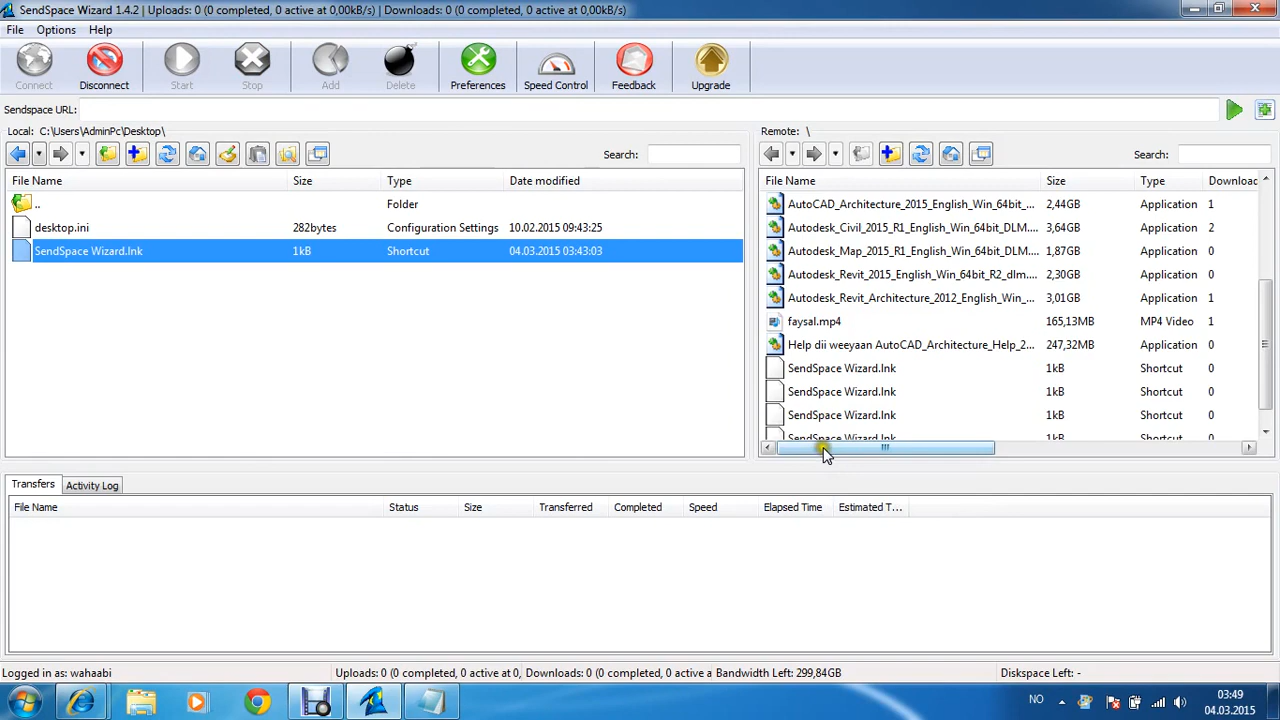 SendSpace Wizard 1.4.2 | Uploads: 0 (0 completed, 0 active at 0,00kB/s) | Downloads: 0 (0 completed, 0 active at 0,00kB/s)
File Options Help
Connect Disconnect Start Stop Add Delete Preferences Speed Control Feedback Upgrade
Sendspace URL:
Local: C:\Users\AdminPc\Desktop\
Search:
File Name Size Type Date modified
.. Folder
desktop.ini 282bytes Configuration Settings 10.02.2015 09:43:25
SendSpace Wizard.lnk 1kB Shortcut 04.03.2015 03:43:03
Remote: \
Search:
File Name Size Type Downloac
AutoCAD_Architecture_2015_English_Win_64bit_... 2,44GB Application 1
Autodesk_Civil_2015_R1_English_Win_64bit_DLM.... 3,64GB Application 2
Autodesk_Map_2015_R1_English_Win_64bit_DLM.... 1,87GB Application 0
Autodesk_Revit_2015_English_Win_64bit_R2_dlm.... 2,30GB Application 0
Autodesk_Revit_Architecture_2012_English_Win_... 3,01GB Application 1
faysal.mp4 165,13MB MP4 Video 1
Help dii weeyaan AutoCAD_Architecture_Help_2... 247,32MB Application 0
SendSpace Wizard.lnk 1kB Shortcut 0
SendSpace Wizard.lnk 1kB Shortcut 0
SendSpace Wizard.lnk 1kB Shortcut 0
SendSpace Wizard.lnk 1kB Shortcut 0
Transfers Activity Log
File Name Status Size Transferred Completed Speed Elapsed Time Estimated T...
Logged in as: wahaabi Uploads: 0 (0 completed, 0 active at 0, Downloads: 0 (0 completed, 0 active a Bandwidth Left: 299,84GB Diskspace Left: -
NO 03:49
04.03.2015